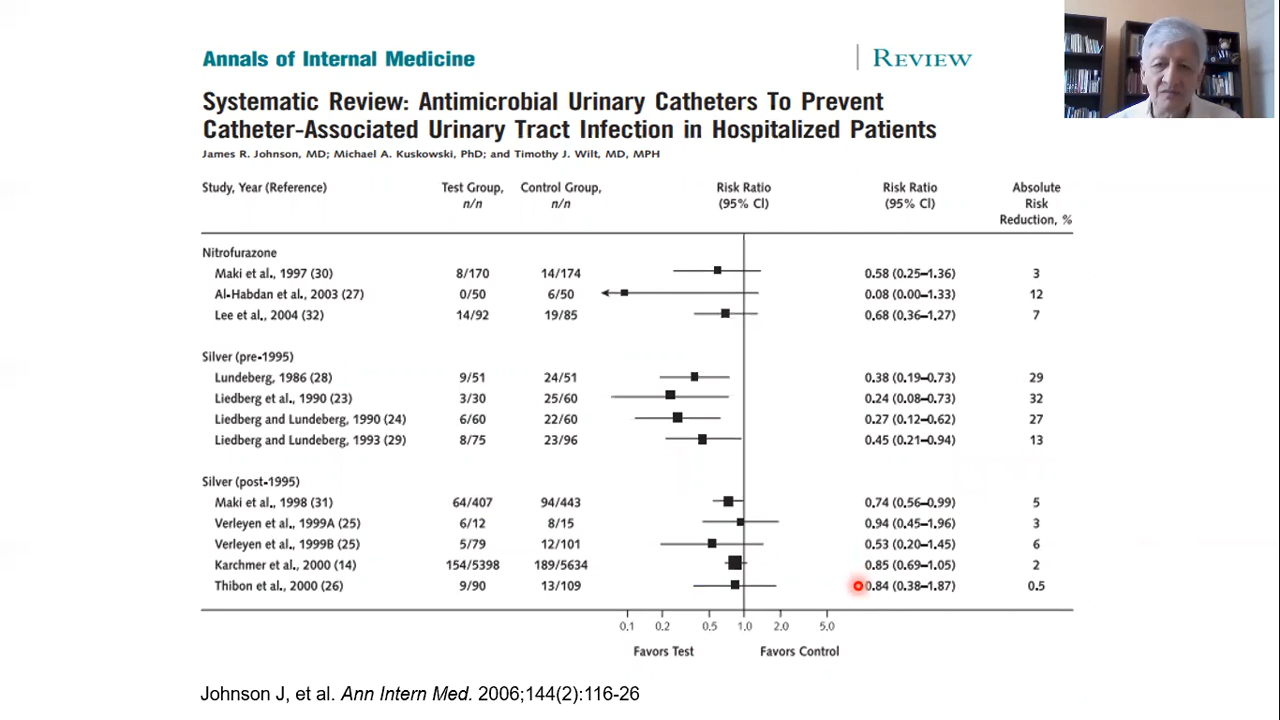 Annals of Internal Medicine
REVIEW
Systematic Review: Antimicrobial Urinary Catheters To Prevent
Catheter-Associated Urinary Tract Infection in Hospitalized Patients
James R. Johnson, MD; Michael A. Kuskowski, PhD; and Timothy J. Wilt, MD, MPH
Study, Year (Reference) Test Group, Control Group, Risk Ratio Risk Ratio Absolute
n/n n/n (95% CI) (95% CI) Risk
Reduction, %
Nitrofurazone
Maki et al., 1997 (30) 8/170 14/174 0.58 (0.25–1.36) 3
Al-Habdan et al., 2003 (27) 0/50 6/50 0.08 (0.00–1.33) 12
Lee et al., 2004 (32) 14/92 19/85 0.68 (0.36–1.27) 7
Silver (pre-1995)
Lundeberg, 1986 (28) 9/51 24/51 0.38 (0.19–0.73) 29
Liedberg et al., 1990 (23) 3/30 25/60 0.24 (0.08–0.73) 32
Liedberg and Lundeberg, 1990 (24) 6/60 22/60 0.27 (0.12–0.62) 27
Liedberg and Lundeberg, 1993 (29) 8/75 23/96 0.45 (0.21–0.94) 13
Silver (post-1995)
Maki et al., 1998 (31) 64/407 94/443 0.74 (0.56–0.99) 5
Verleyen et al., 1999A (25) 6/12 8/15 0.94 (0.45–1.96) 3
Verleyen et al., 1999B (25) 5/79 12/101 0.53 (0.20–1.45) 6
Karchmer et al., 2000 (14) 154/5398 189/5634 0.85 (0.69–1.05) 2
Thibon et al., 2000 (26) 9/90 13/109 0.84 (0.38–1.87) 0.5
0.1 0.2 0.5 1.0 2.0 5.0
Favors Test Favors Control
Johnson J, et al. Ann Intern Med. 2006;144(2):116-26